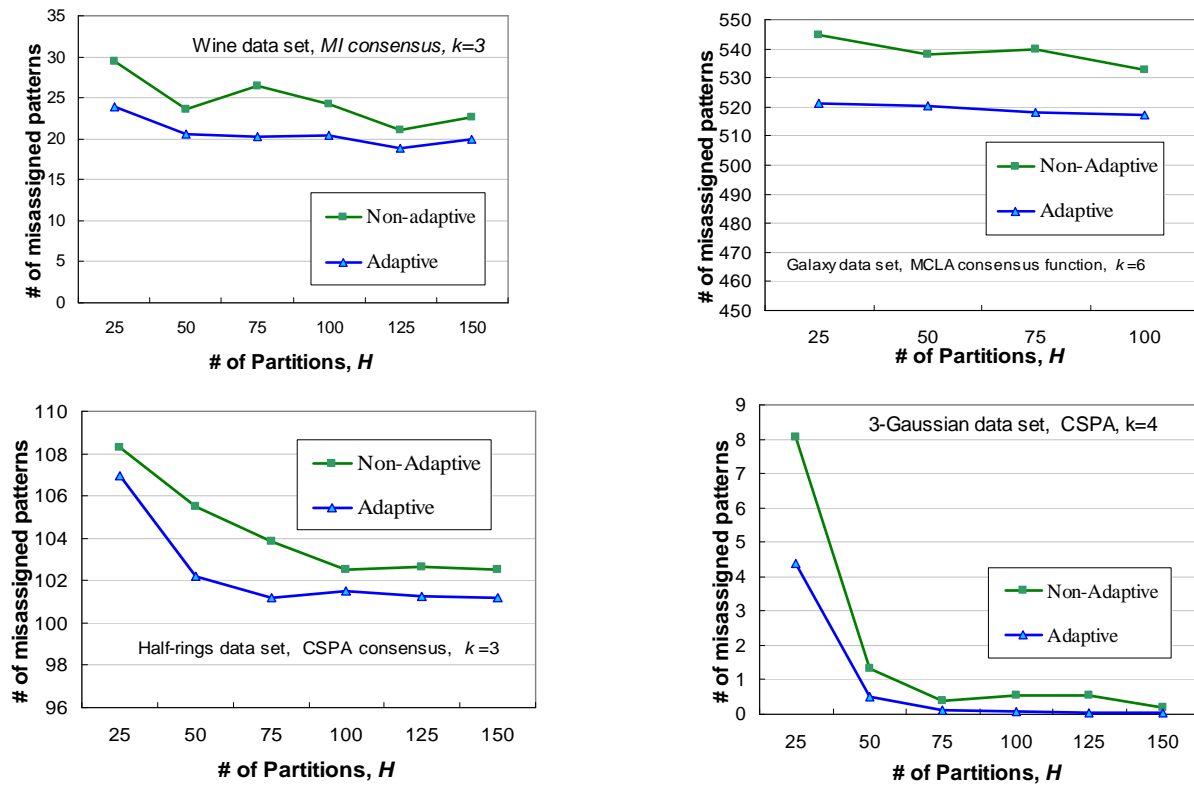 Wine data set, MI consensus, k=3
# of misassigned patterns
35
30
25
20
15
10
5
0
Non-adaptive
Adaptive
25 50 75 100 125 150
# of Partitions, H
# of misassigned patterns
550
540
530
520
510
500
490
480
470
460
450
Non-Adaptive
Adaptive
Galaxy data set, MCLA consensus function, k=6
25 50 75 100
# of Partitions, H
# of misassigned patterns
110
108
106
104
102
100
98
96
Non-Adaptive
Adaptive
Half-rings data set, CSPA consensus, k =3
25 50 75 100 125 150
# of Partitions, H
3-Gaussian data set, CSPA, k=4
# of misassigned patterns
9
8
7
6
5
4
3
2
1
0
Non-Adaptive
Adaptive
25 50 75 100 125 150
# of Partitions, H